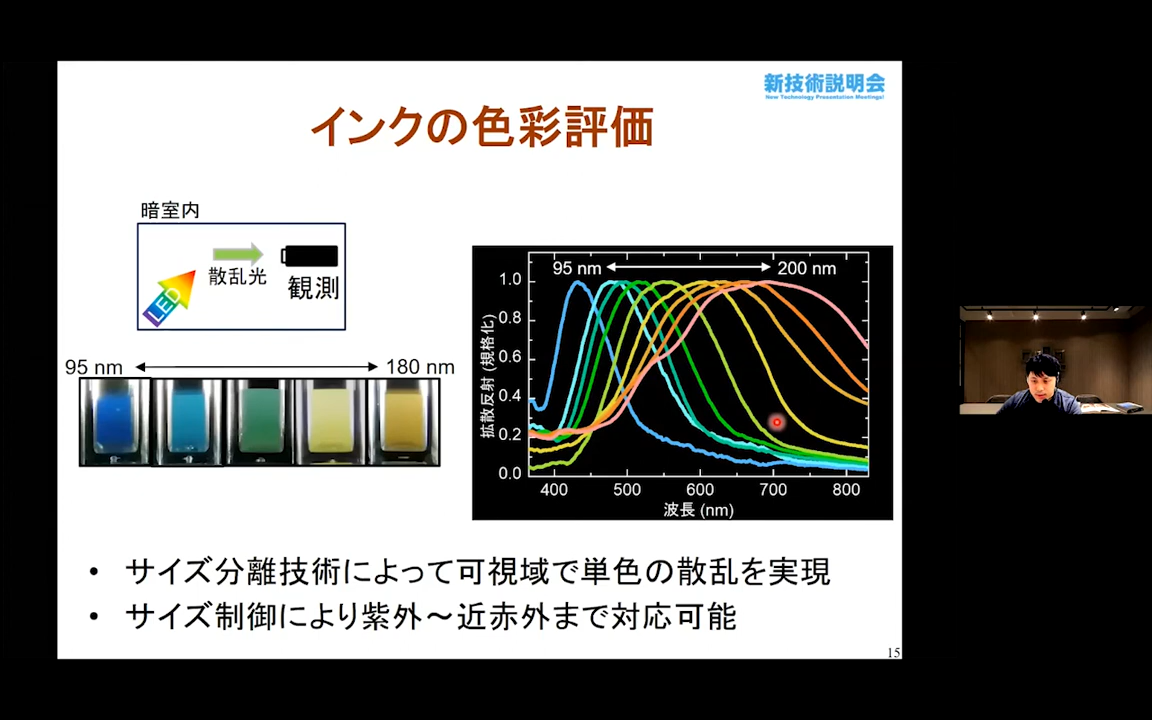 新技術説明会
New Technology Presentation Meetings!
インクの色彩評価
暗室内
LED
散乱光
観測
95 nm
180 nm
95 nm
200 nm
拡散反射 (規格化)
1.0
0.8
0.6
0.4
0.2
0.0
400 500 600 700 800
波長 (nm)
• サイズ分離技術によって可視域で単色の散乱を実現
• サイズ制御により紫外～近赤外まで対応可能
15